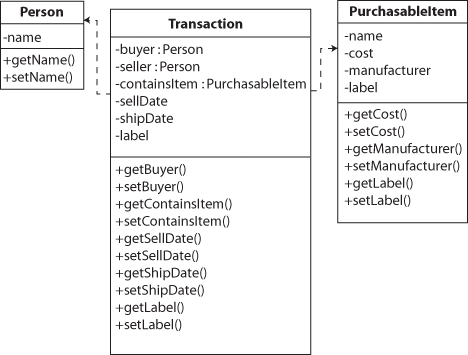 Person
-name
+getName()
+setName()
Transaction
-buyer : Person
-seller : Person
-containsItem : PurchasableItem
-sellDate
-shipDate
-label
+getBuyer()
+setBuyer()
+getContainsItem()
+setContainsItem()
+getSellDate()
+setSellDate()
+getShipDate()
+setShipDate()
+getLabel()
+setLabel()
PurchasableItem
-name
-cost
-manufacturer
-label
+getCost()
+setCost()
+getManufacturer()
+setManufacturer()
+getLabel()
+setLabel()